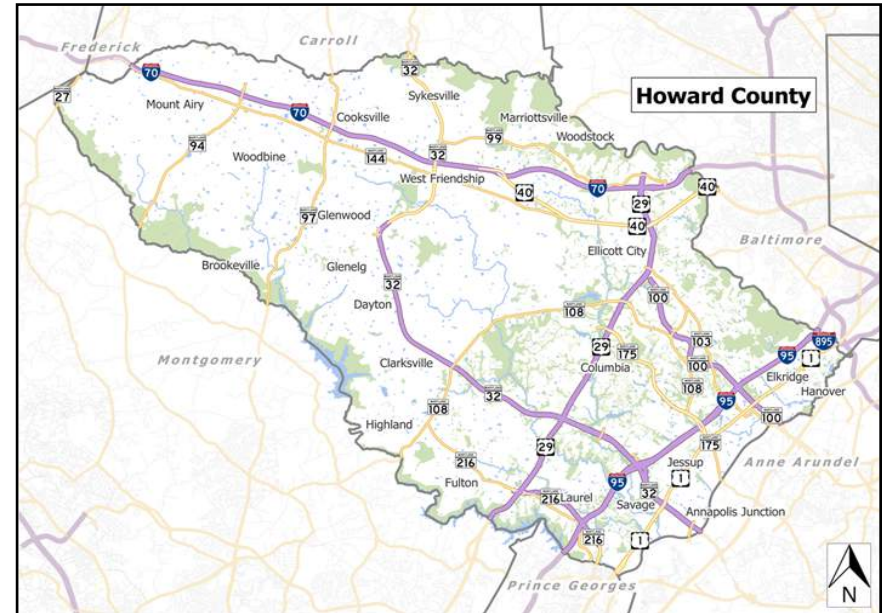 Carroll
Frederick
32
70
27
Mount Airy
Sykesville
Howard County
70
Cooksville
Marriottsville
94
99
Woodstock
Woodbine
144
32
West Friendship
40
70
40
29
97
Glenwood
40
Baltimore
Ellicott City
Brookeville
Glenelg
32
100
Dayton
108
103
895
Montgomery
29
175
95
1
Clarksville
Columbia
100
Elkridge
32
108
Hanover
108
95
100
Highland
29
175
216
Jessup
Anne Arundel
Fulton
95
1
216
Laurel
32
Savage
Annapolis Junction
216
1
Prince Georges
N